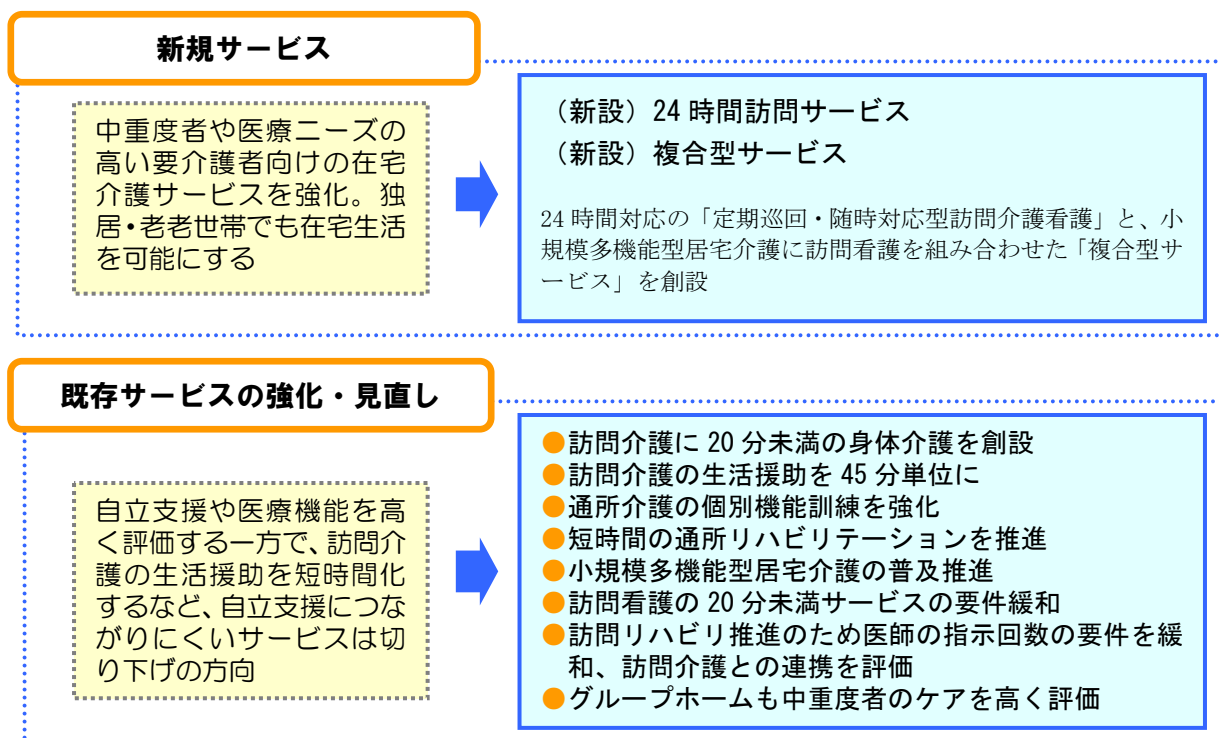 新規サービス
中重度者や医療ニーズの
高い要介護者向けの在宅
介護サービスを強化。独
居・老老世帯でも在宅生活
を可能にする
（新設）24 時間訪問サービス
（新設）複合型サービス
24 時間対応の「定期巡回・随時対応型訪問介護看護」と、小
規模多機能型居宅介護に訪問看護を組み合わせた「複合型サ
ービス」を創設
既存サービスの強化・見直し
自立支援や医療機能を高
く評価する一方で、訪問介
護の生活援助を短時間化
するなど、自立支援につな
がりにくいサービスは切
り下げの方向
●訪問介護に 20 分未満の身体介護を創設
●訪問介護の生活援助を 45 分単位に
●通所介護の個別機能訓練を強化
●短時間の通所リハビリテーションを推進
●小規模多機能型居宅介護の普及推進
●訪問看護の 20 分未満サービスの要件緩和
●訪問リハビリ推進のため医師の指示回数の要件を緩
和、訪問介護との連携を評価
●グループホームも中重度者のケアを高く評価